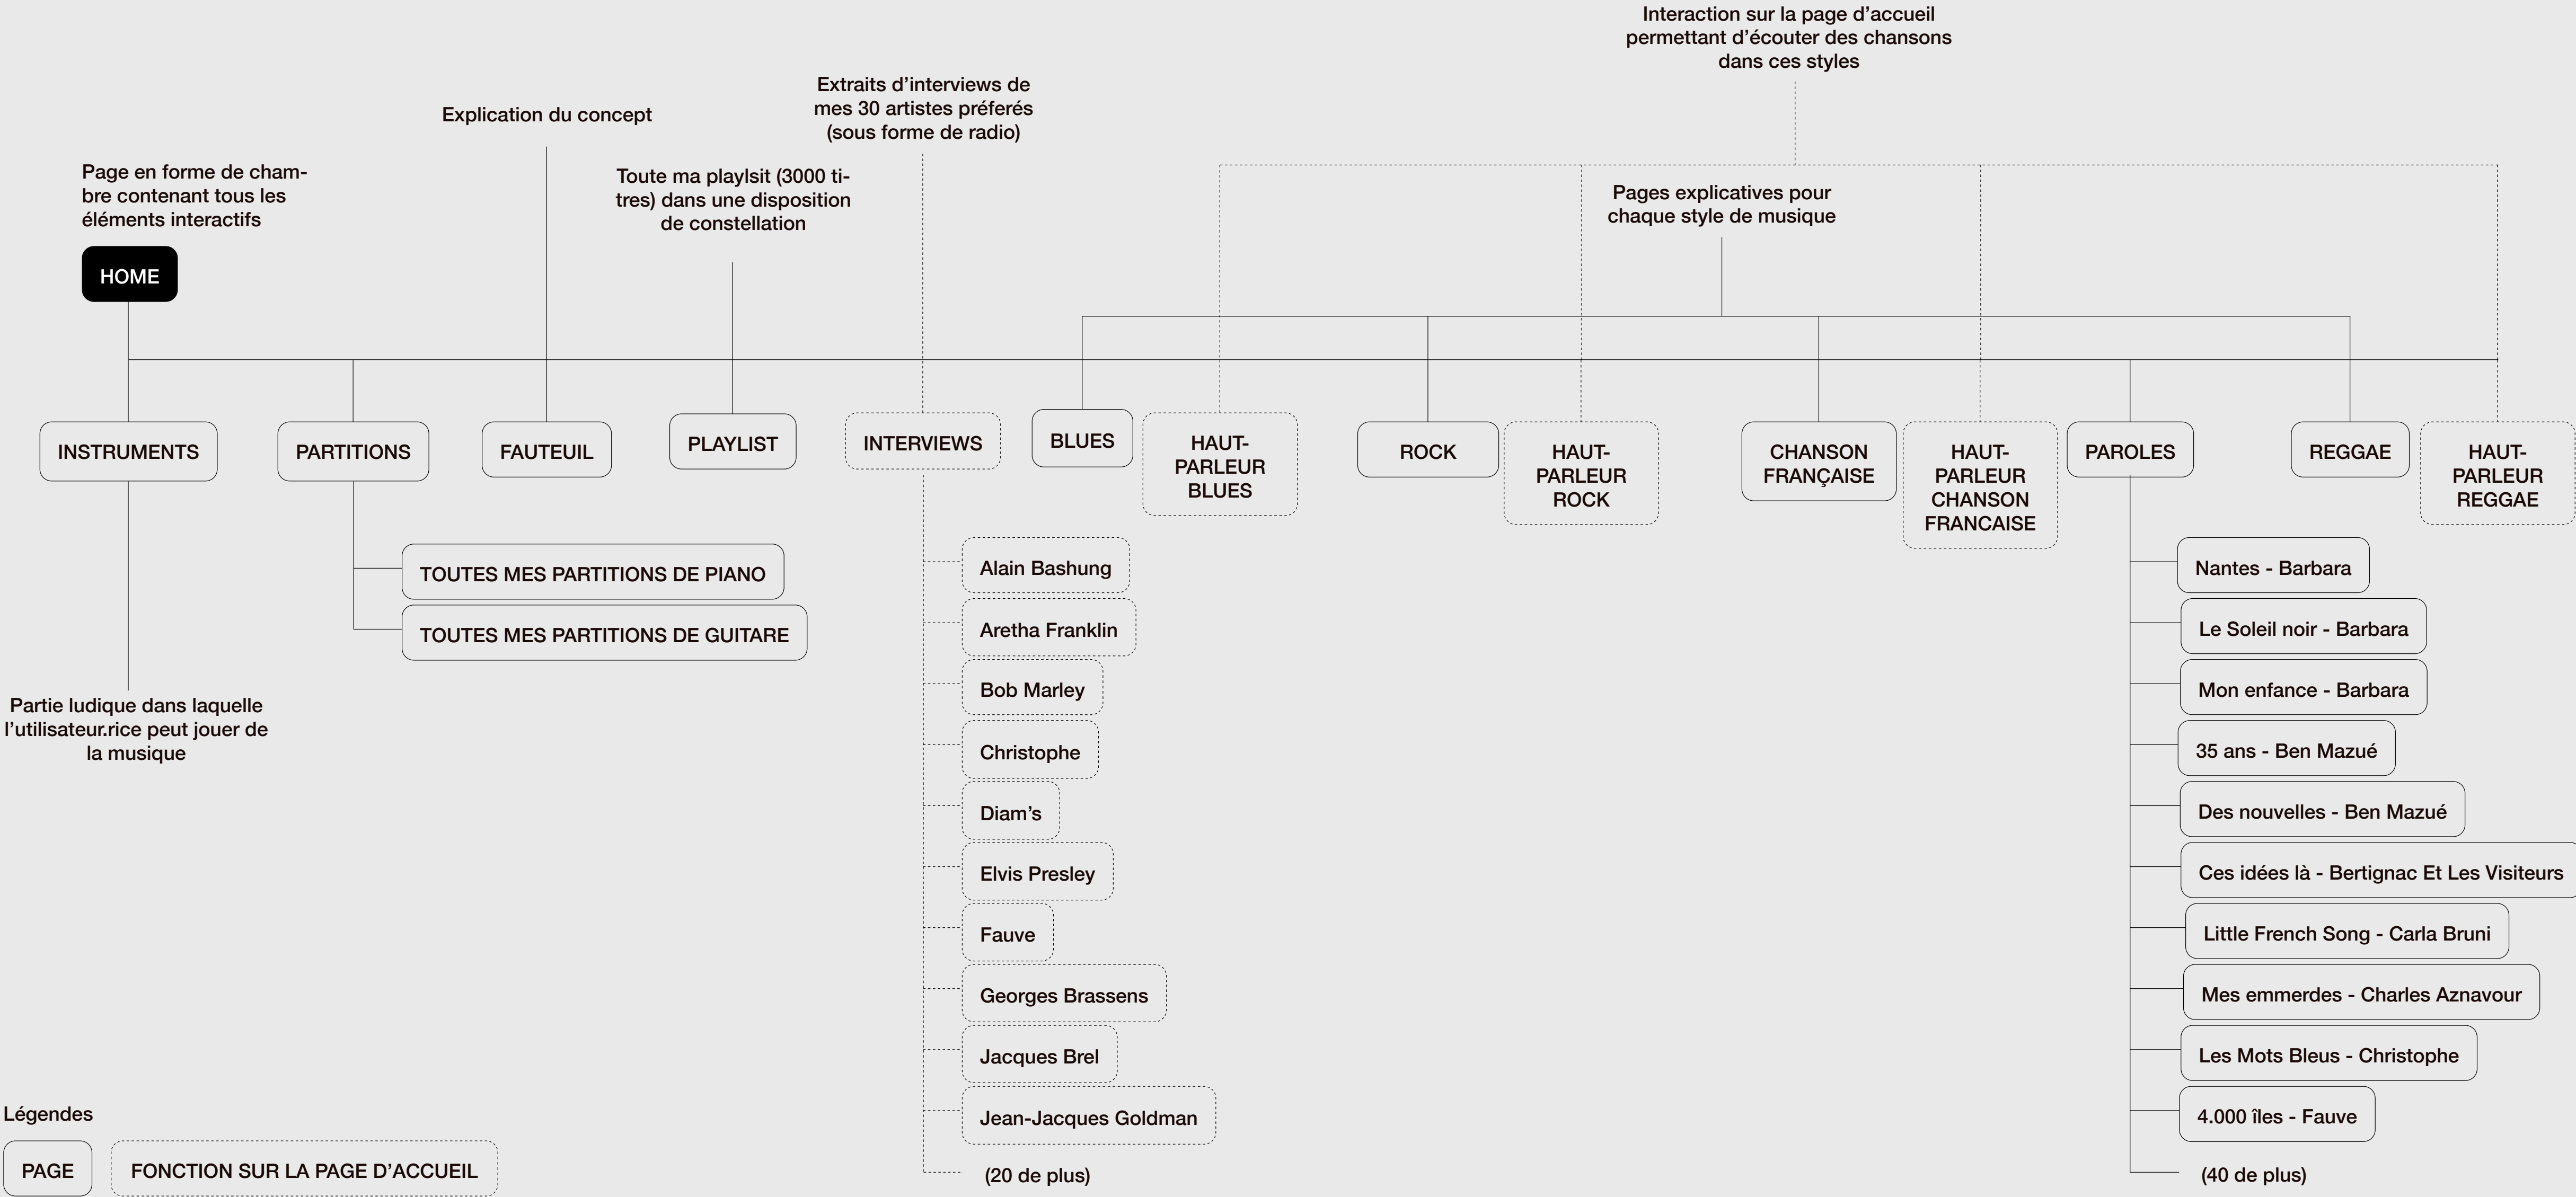 Interaction sur la page d’accueil
permettant d’écouter des chansons
dans ces styles
Extraits d’interviews de
mes 30 artistes préferés
(sous forme de radio)
Explication du concept
Page en forme de cham-
bre contenant tous les
éléments interactifs
Toute ma playlsit (3000 ti-
tres) dans une disposition
de constellation
Pages explicatives pour
chaque style de musique
HOME
INSTRUMENTS
PARTITIONS
FAUTEUIL
PLAYLIST
INTERVIEWS
BLUES
HAUT-
PARLEUR
BLUES
ROCK
HAUT-
PARLEUR
ROCK
CHANSON
FRANÇAISE
HAUT-
PARLEUR
CHANSON
FRANCAISE
PAROLES
REGGAE
HAUT-
PARLEUR
REGGAE
TOUTES MES PARTITIONS DE PIANO
TOUTES MES PARTITIONS DE GUITARE
Partie ludique dans laquelle
l’utilisateur.rice peut jouer de
la musique
Alain Bashung
Aretha Franklin
Bob Marley
Christophe
Diam’s
Elvis Presley
Fauve
Georges Brassens
Jacques Brel
Jean-Jacques Goldman
(20 de plus)
Nantes - Barbara
Le Soleil noir - Barbara
Mon enfance - Barbara
35 ans - Ben Mazué
Des nouvelles - Ben Mazué
Ces idées là - Bertignac Et Les Visiteurs
Little French Song - Carla Bruni
Mes emmerdes - Charles Aznavour
Les Mots Bleus - Christophe
4.000 îles - Fauve
(40 de plus)
Légendes
PAGE
FONCTION SUR LA PAGE D’ACCUEIL